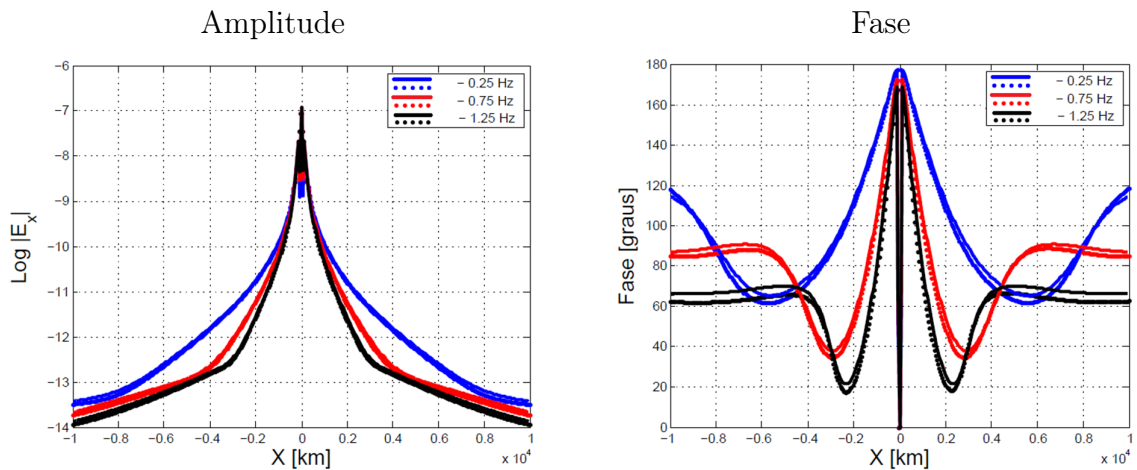 Amplitude
Fase
−6
−7
−8
−9
−10
−11
−12
−13
−14
−1
−0.8
−0.6
−0.4
−0.2
0
0.2
0.4
0.6
0.8
1
x 10⁴
X [km]
Log |Eₓ|
− 0.25 Hz
− 0.75 Hz
− 1.25 Hz
180
160
140
120
100
80
60
40
20
0
−1
−0.8
−0.6
−0.4
−0.2
0
0.2
0.4
0.6
0.8
1
x 10⁴
X [km]
Fase [graus]
− 0.25 Hz
− 0.75 Hz
− 1.25 Hz